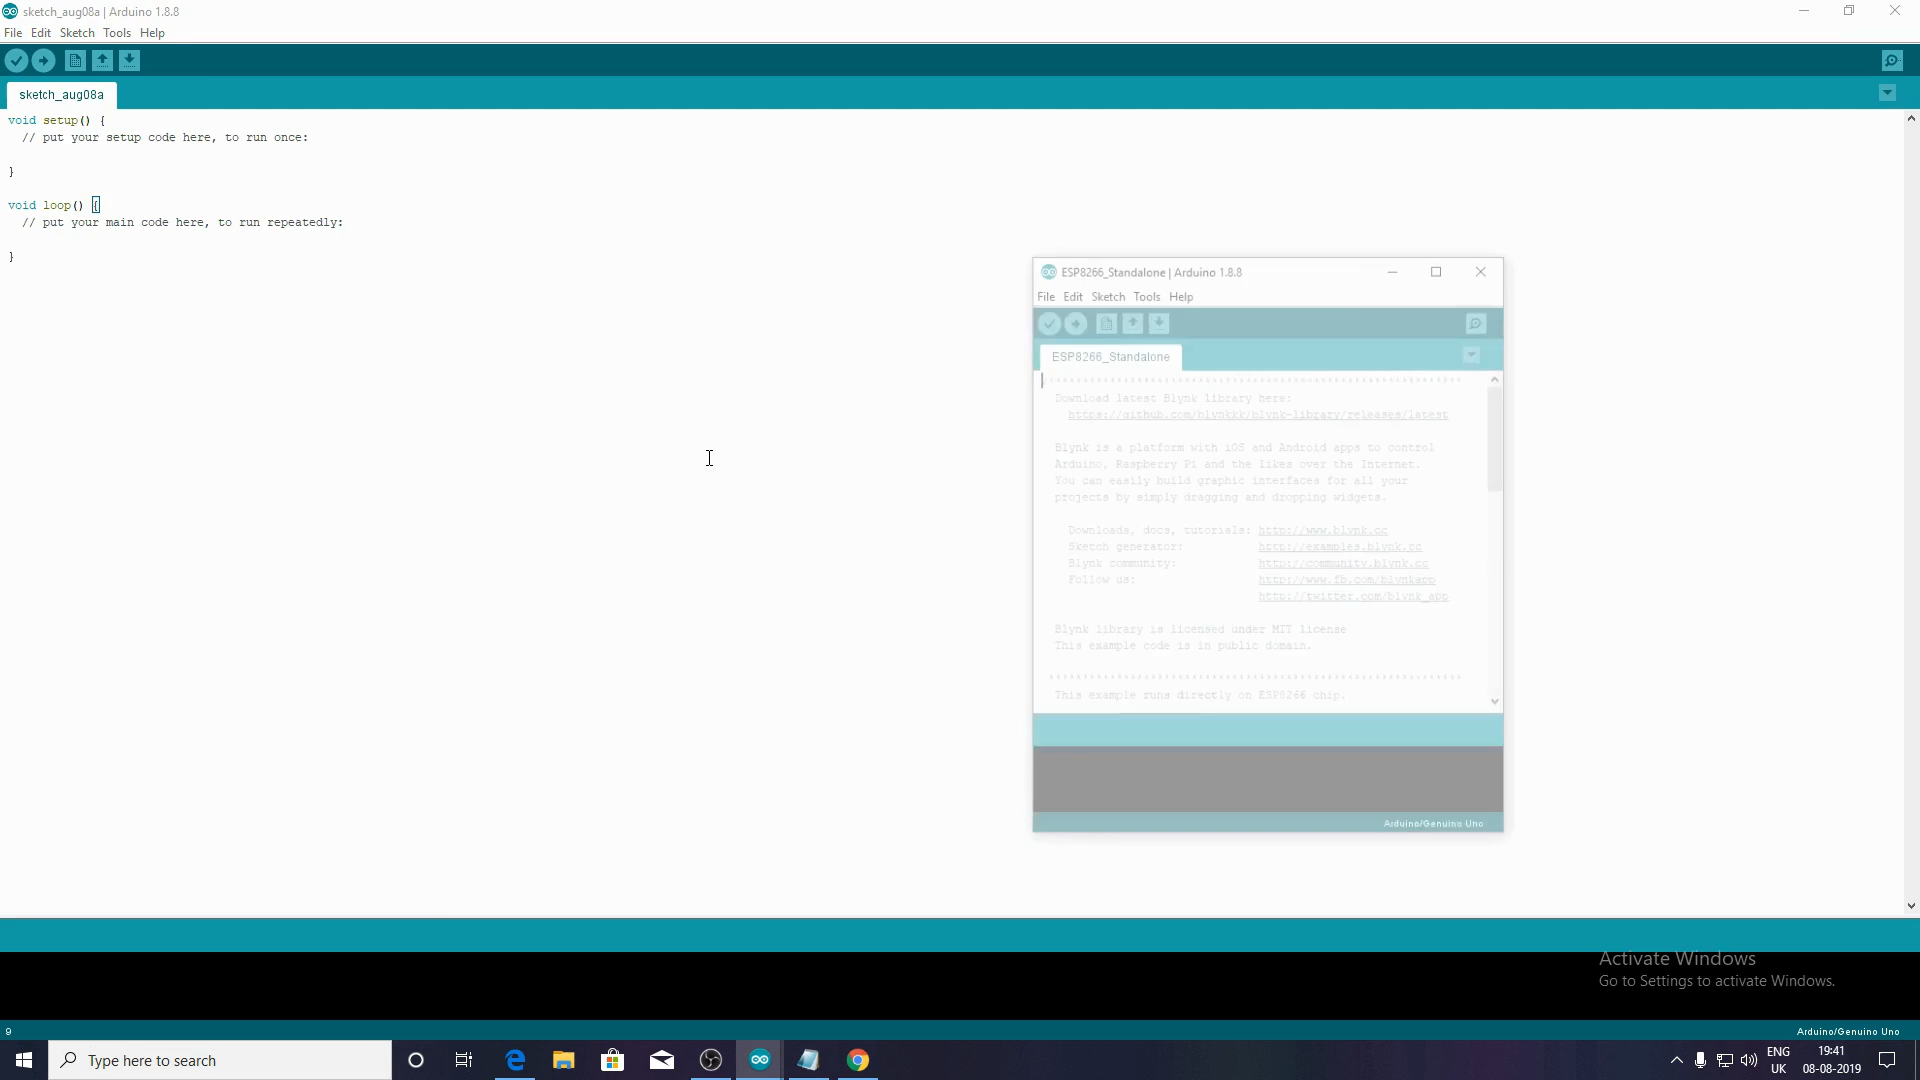 sketch_aug08a | Arduino 1.8.8
File Edit Sketch Tools Help
sketch_aug08a
void setup() {
// put your setup code here, to run once:
}
void loop() {
// put your main code here, to run repeatedly:
}
ESP8266_Standalone | Arduino 1.8.8
File Edit Sketch Tools Help
ESP8266_Standalone
Download latest Blynk library here:
https://github.com/blynkkk/blynk-library/releases/latest
Blynk is a platform with iOS and Android apps to control
Arduino, Raspberry Pi and the likes over the Internet.
You can easily build graphic interfaces for all your
projects by simply dragging and dropping widgets.
Downloads, docs, tutorials: http://www.blynk.cc
Sketch generator: http://examples.blynk.cc
Blynk community: http://community.blynk.cc
Follow us: http://www.fb.com/blynkapp
http://twitter.com/blynk_app
Blynk library is licensed under MIT license
This example code is in public domain.
This example runs directly on ESP8266 chip.
Arduino/Genuino Uno
Activate Windows
Go to Settings to activate Windows.
9
Arduino/Genuino Uno
Type here to search
ENG
UK
19:41
08-08-2019